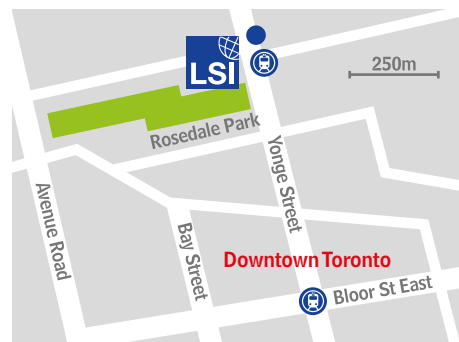 LSI
250m
Rosedale Park
Yonge Street
Avenue Road
Bay Street
Downtown Toronto
Bloor St East